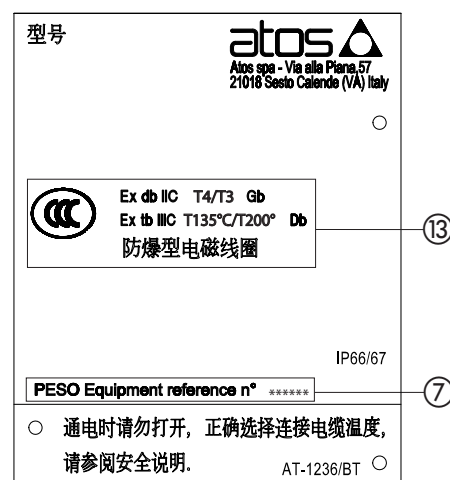 型号
atos
Atos spa - Via alla Piana,57
21018 Sesto Calende (VA) Italy
CCC
Ex db IIC T4/T3 Gb
Ex tb IIIC T135°C/T200° Db
防爆型电磁线圈
⑬
IP66/67
PESO Equipment reference n° ******
⑦
通电时请勿打开，正确选择连接电缆温度，
请参阅安全说明.
AT-1236/BT